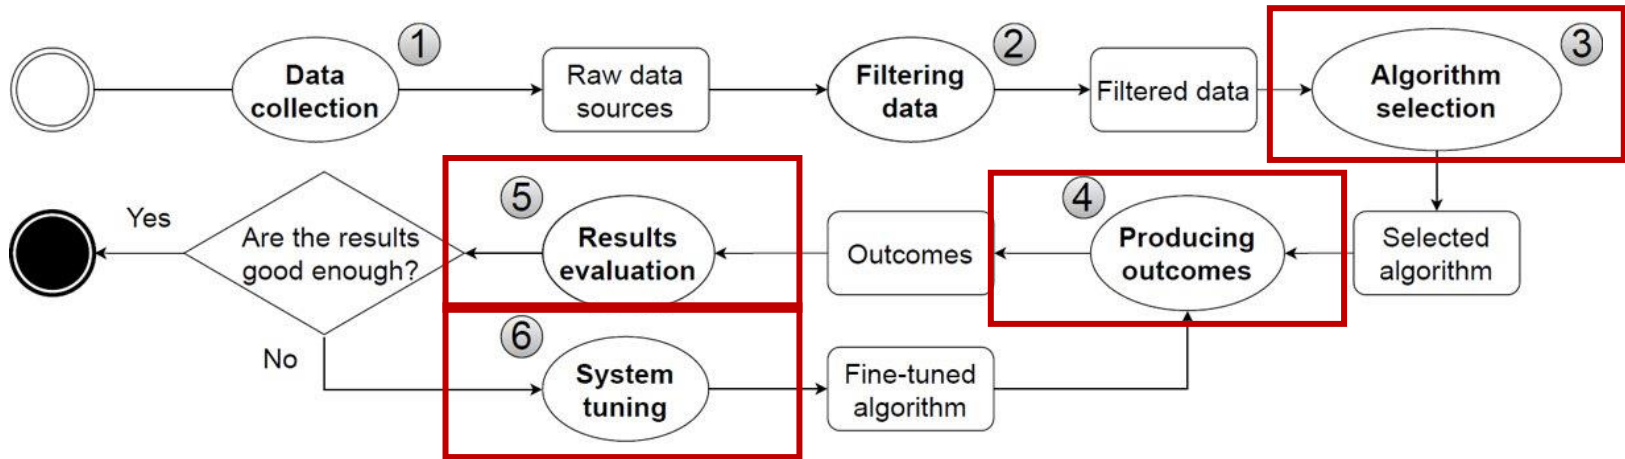 1
Data
collection
Raw data
sources
2
Filtering
data
Filtered data
3
Algorithm
selection
Yes
Are the results
good enough?
5
Results
evaluation
Outcomes
4
Producing
outcomes
Selected
algorithm
No
6
System
tuning
Fine-tuned
algorithm